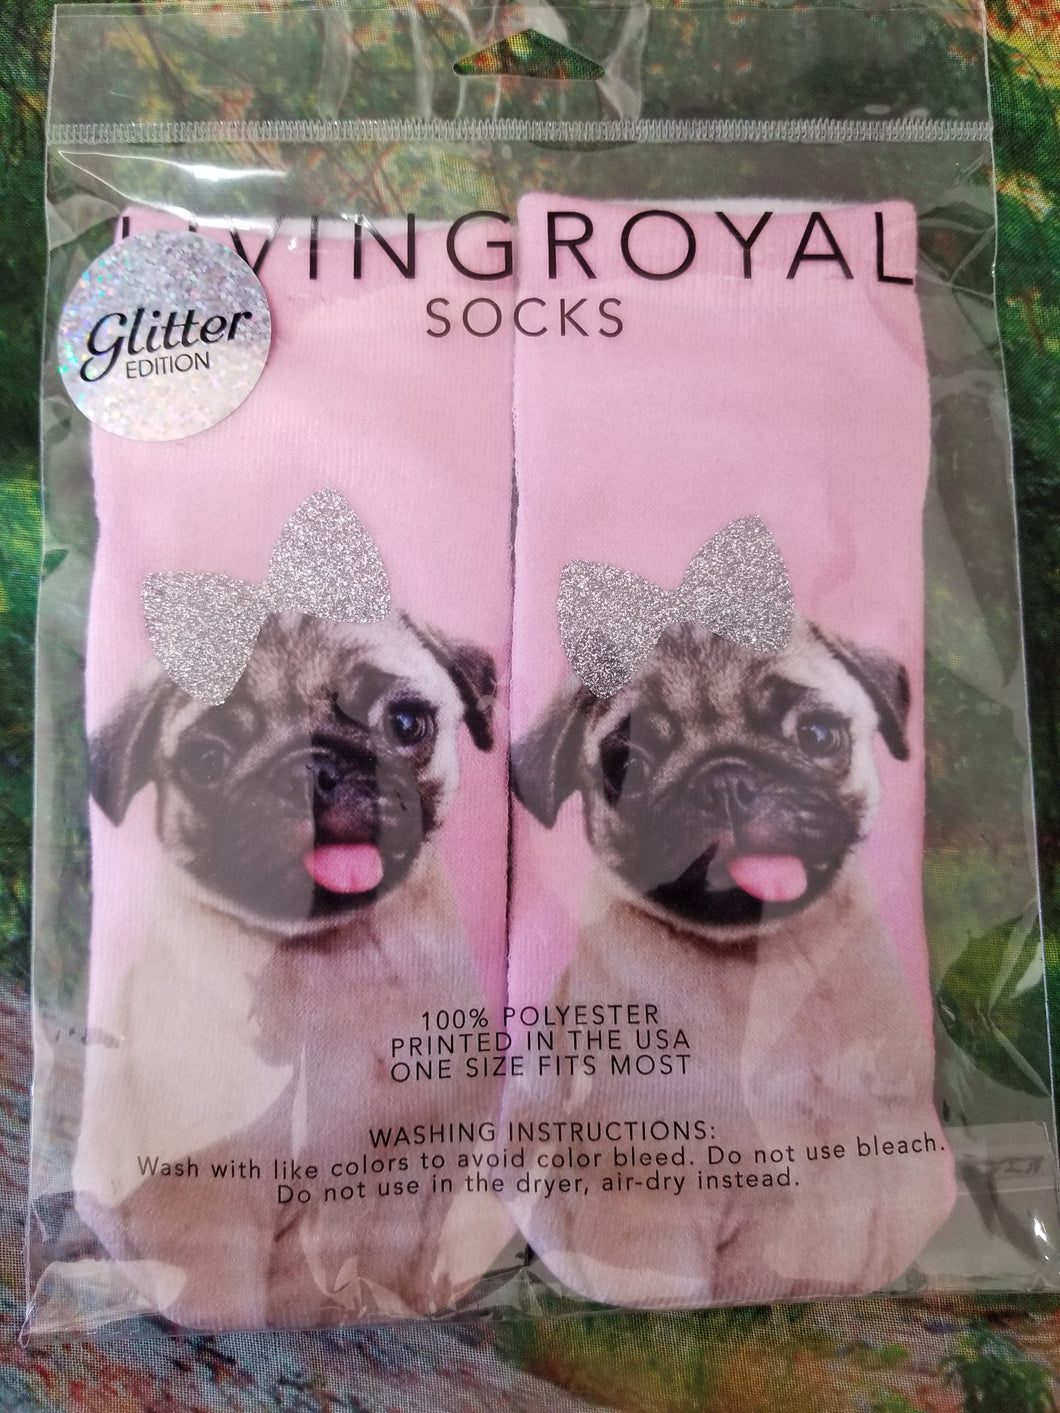 LIVINGROYAL
SOCKS
Glitter
EDITION
100% POLYESTER
PRINTED IN THE USA
ONE SIZE FITS MOST
WASHING INSTRUCTIONS:
Wash with like colors to avoid color bleed. Do not use bleach.
Do not use in the dryer, air-dry instead.